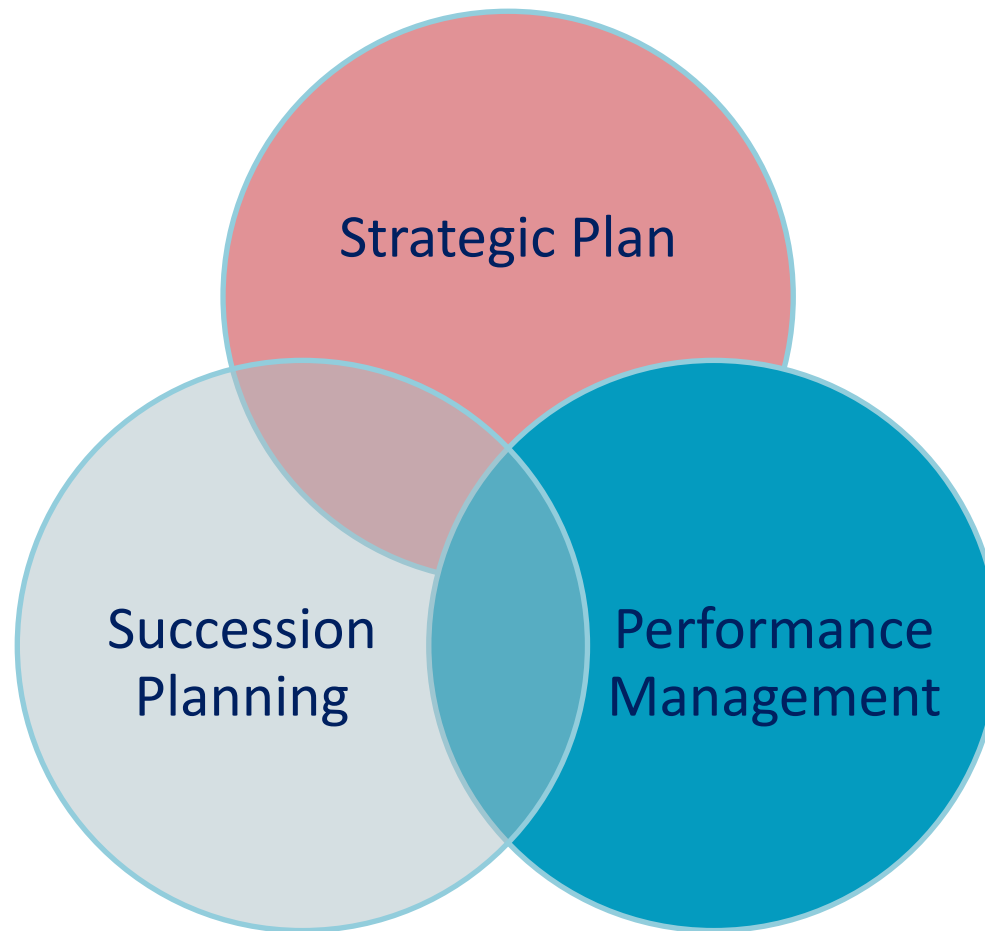 Strategic Plan
Succession
Planning
Performance
Management